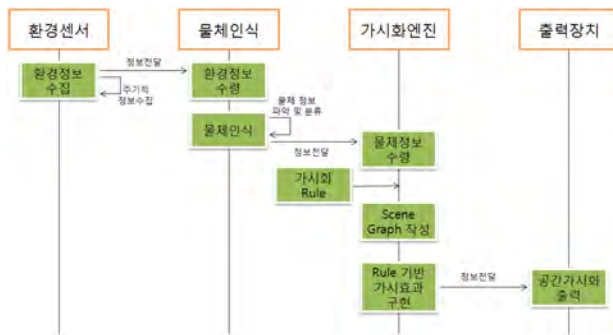 환경센서
물체인식
가시화엔진
출력장치
환경정보
수집
정보전달
주기적
정보수집
환경정보
수령
물체인식
물체 정보
파악 및 분류
정보전달
물체정보
수령
가시화
Rule
Scene
Graph 작성
Rule 기반
가시효과
구현
정보전달
공간가시화
출력